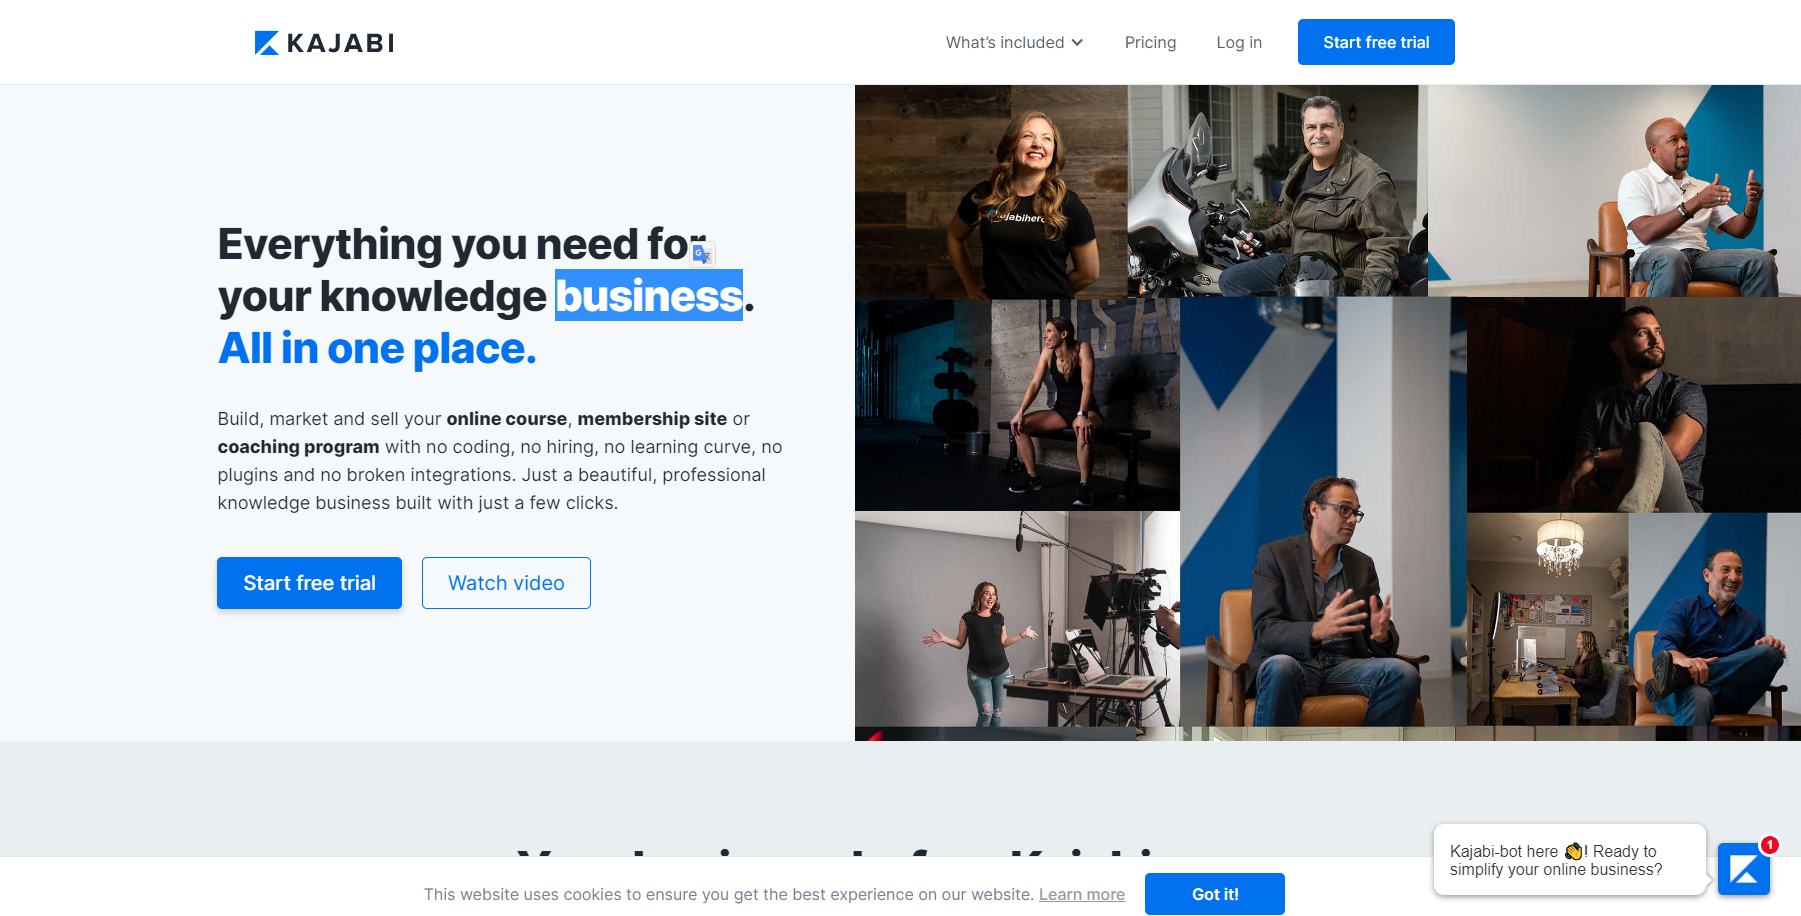 KAJABI
What's included
Pricing
Log in
Start free trial
Everything you need for
your knowledge business.
All in one place.
Build, market and sell your online course, membership site or
coaching program with no coding, no hiring, no learning curve, no
plugins and no broken integrations. Just a beautiful, professional
knowledge business built with just a few clicks.
Start free trial
Watch video
This website uses cookies to ensure you get the best experience on our website. Learn more
Got it!
Kajabi-bot here 👋! Ready to
simplify your online business?
1